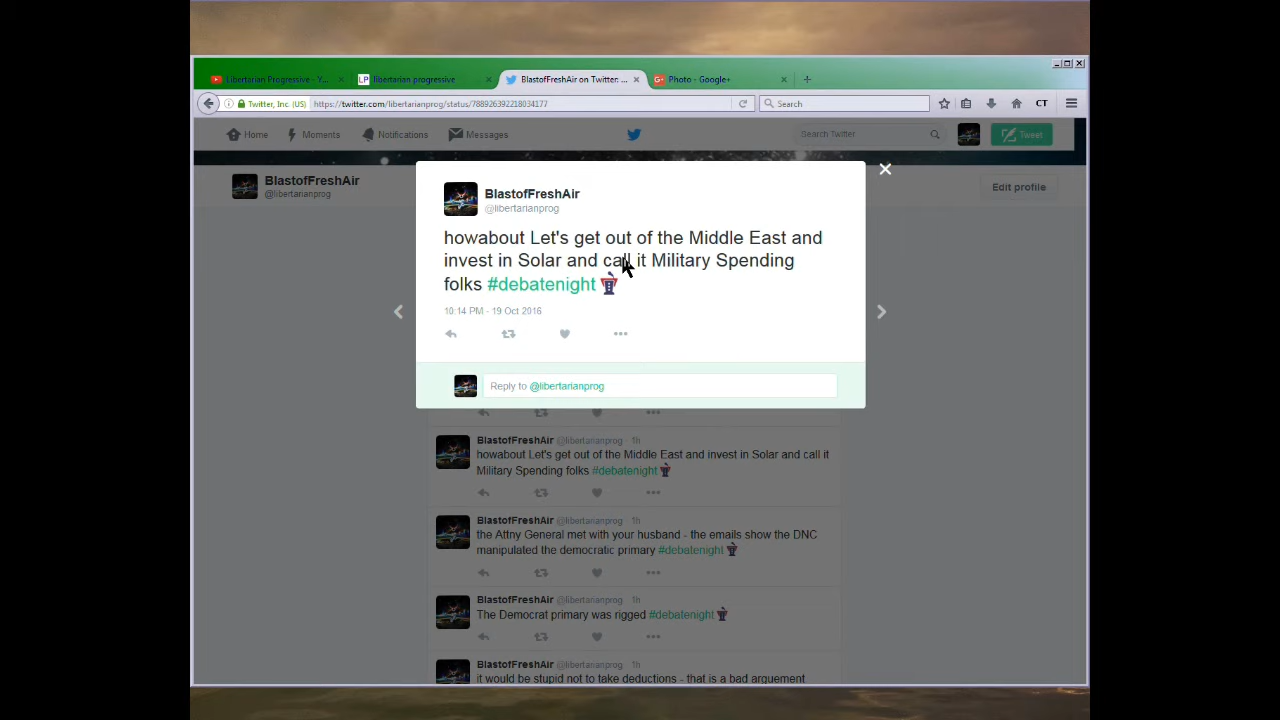 Libertarian Progressive - Y...
LP libertarian progressive
BlastofFreshAir on Twitter: ...
Photo - Google+
Twitter, Inc. (US)
https://twitter.com/libertarianprog/status/788926392218034177
Search
CT
Home
Moments
Notifications
Messages
Search Twitter
Tweet
BlastofFreshAir
@libertarianprog
Edit profile
BlastofFreshAir
@libertarianprog
howabout Let's get out of the Middle East and
invest in Solar and call it Military Spending
folks #debatenight
10:14 PM - 19 Oct 2016
Reply to @libertarianprog
BlastofFreshAir @libertarianprog · 1h
howabout Let's get out of the Middle East and invest in Solar and call it
Military Spending folks #debatenight
BlastofFreshAir @libertarianprog · 1h
the Attny General met with your husband - the emails show the DNC
manipulated the democratic primary #debatenight
BlastofFreshAir @libertarianprog · 1h
The Democrat primary was rigged #debatenight
BlastofFreshAir @libertarianprog · 1h
it would be stupid not to take deductions - that is a bad arguement